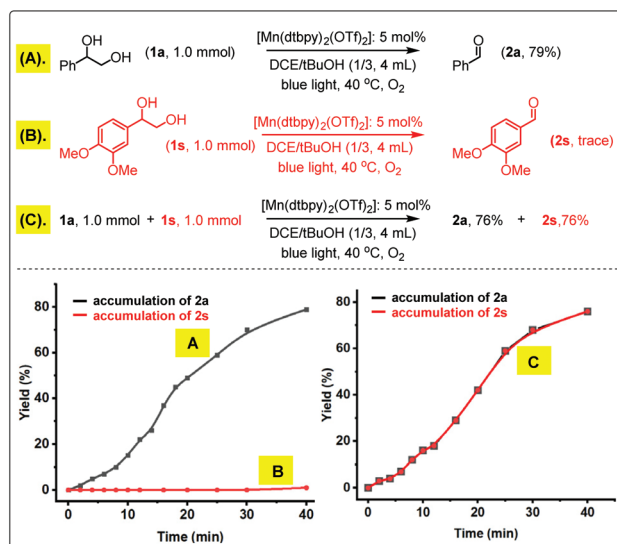 (A).
OH
OH
Ph
(1a, 1.0 mmol)
[Mn(dtbpy)2(OTf)2]: 5 mol%
DCE/tBuOH (1/3, 4 mL)
blue light, 40 ºC, O2
O
Ph
(2a, 79%)
(B).
OH
OH
MeO
OMe
(1s, 1.0 mmol)
[Mn(dtbpy)2(OTf)2]: 5 mol%
DCE/tBuOH (1/3, 4 mL)
blue light, 40 ºC, O2
O
MeO
OMe
(2s, trace)
(C).
1a, 1.0 mmol + 1s, 1.0 mmol
[Mn(dtbpy)2(OTf)2]: 5 mol%
DCE/tBuOH (1/3, 4 mL)
blue light, 40 ºC, O2
2a, 76% + 2s,76%
accumulation of 2a
accumulation of 2s
A
B
Yield (%)
80
60
40
20
0
0 10 20 30 40
Time (min)
accumulation of 2a
accumulation of 2s
C
Yield (%)
80
60
40
20
0
0 10 20 30 40
Time (min)